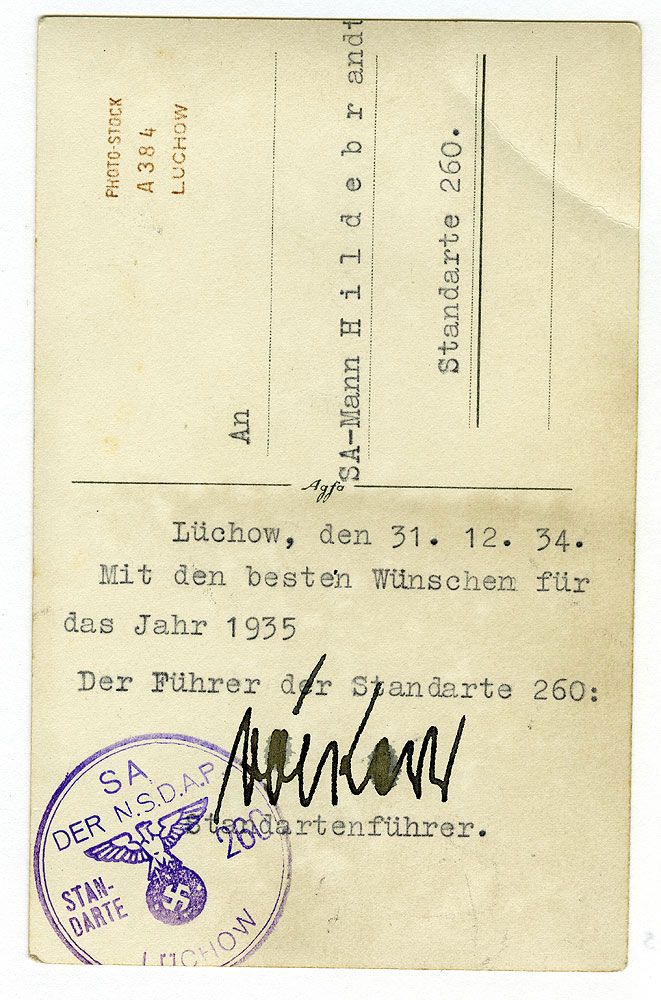 PHOTO-STOCK
A 384
LÜCHOW
An
SA-Mann H i l d e b r andt
Standarte 260.
Agfa
Lüchow, den 31. 12. 34.
Mit den besten Wünschen für
das Jahr 1935
Der Führer der Standarte 260:
Standartenführer.
SA
DER N.S.D.A.P.
STAN-
DARTE
260
LÜCHOW